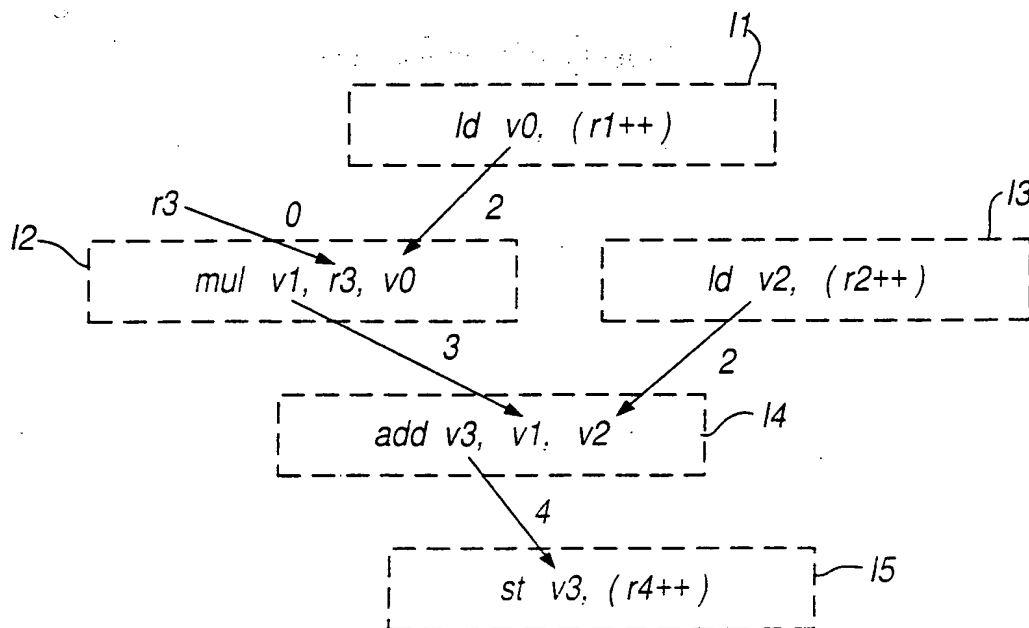 I1
ld v0, (r1++)
r3
0
2
I2
I3
mul v1, r3, v0
ld v2, (r2++)
3
2
add v3, v1, v2
I4
4
st v3, (r4++)
I5